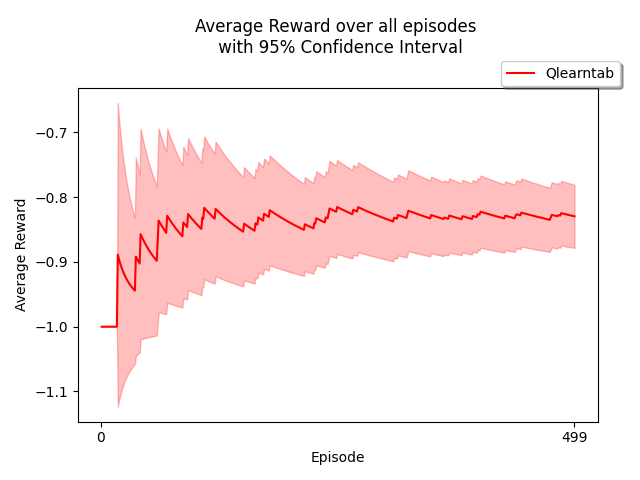 Average Reward over all episodes
with 95% Confidence Interval
Qlearntab
−0.7
−0.8
−0.9
−1.0
−1.1
Average Reward
0
499
Episode